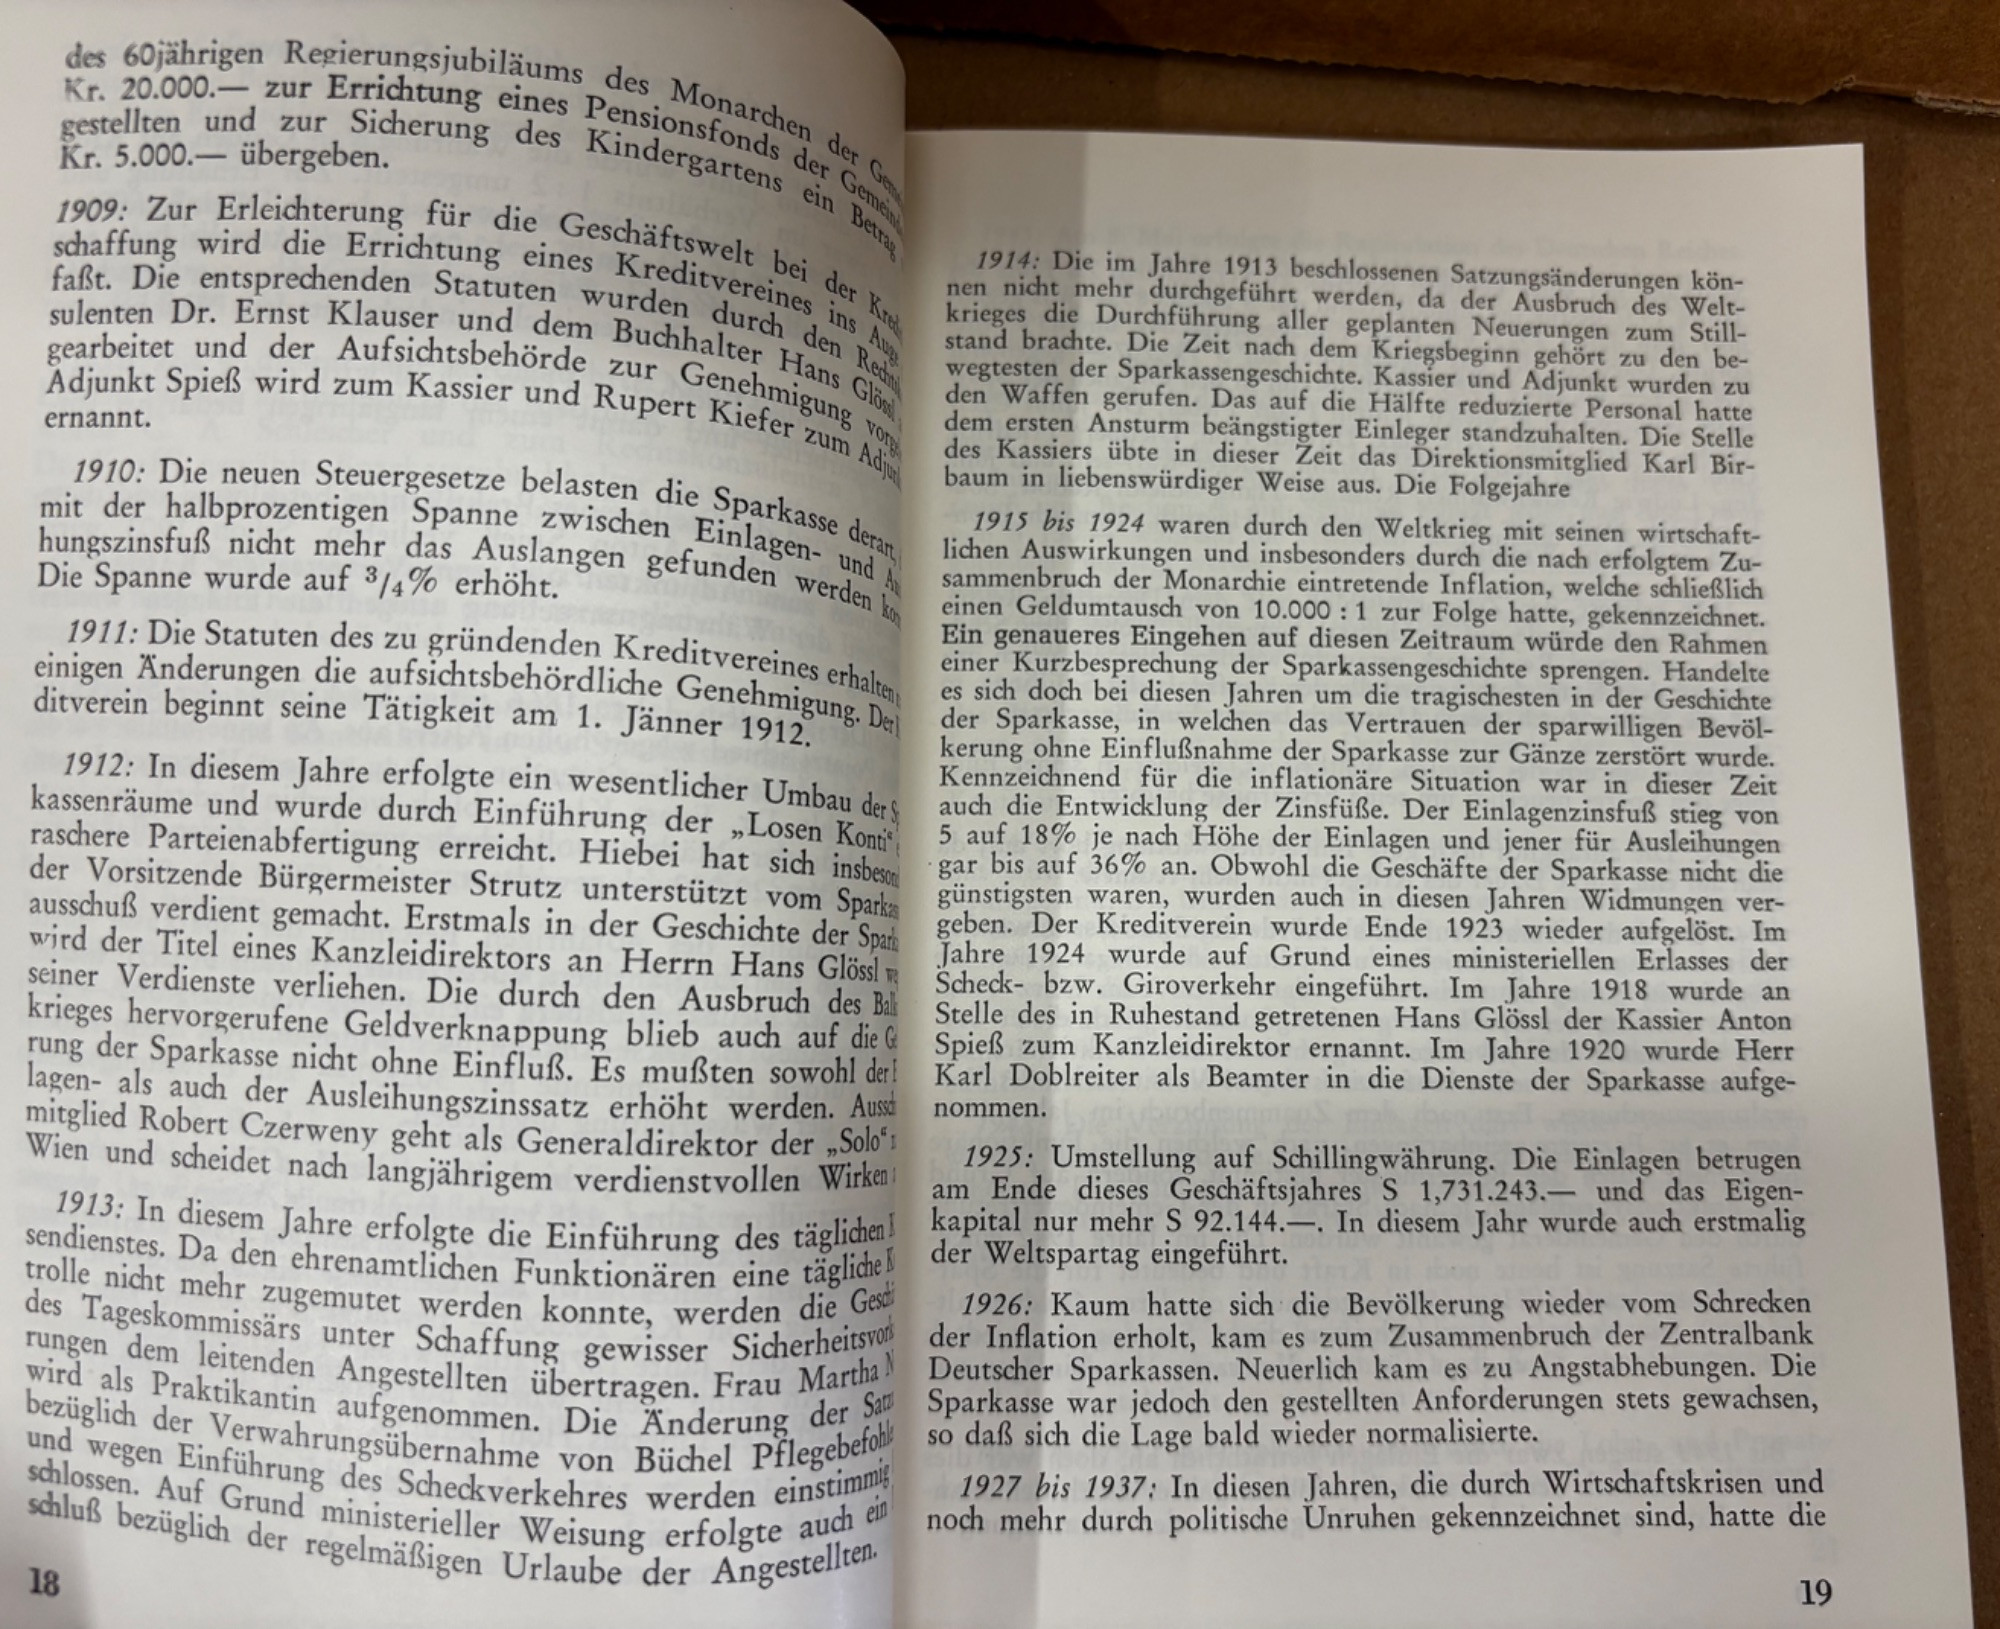 des 60jährigen Regierungsjubiläums des Monarchen der
Kr. 20.000.— zur Errichtung eines Pensionsfonds der
gestellten und zur Sicherung des Kindergartens ein Betrag
Kr. 5.000.— übergeben.
1909: Zur Erleichterung für die Geschäftswelt bei der
schaffung wird die Errichtung eines Kreditvereines ins
faßt. Die entsprechenden Statuten wurden durch den
sulenten Dr. Ernst Klauser und dem Buchhalter Hans Glössl
gearbeitet und der Aufsichtsbehörde zur Genehmigung
Adjunkt Spieß wird zum Kassier und Rupert Kiefer zum
ernannt.
1910: Die neuen Steuergesetze belasten die Sparkasse derart,
mit der halbprozentigen Spanne zwischen Einlagen- und
hungszinsfuß nicht mehr das Auslangen gefunden werden
Die Spanne wurde auf ³/₄% erhöht.
1911: Die Statuten des zu gründenden Kreditvereines erhalten
einigen Änderungen die aufsichtsbehördliche Genehmigung. Der
ditverein beginnt seine Tätigkeit am 1. Jänner 1912.
1912: In diesem Jahre erfolgte ein wesentlicher Umbau der
kassenräume und wurde durch Einführung der „Losen Konti“
raschere Parteienabfertigung erreicht. Hiebei hat sich
der Vorsitzende Bürgermeister Strutz unterstützt vom
ausschuß verdient gemacht. Erstmals in der Geschichte der
wird der Titel eines Kanzleidirektors an Herrn Hans Glössl
seiner Verdienste verliehen. Die durch den Ausbruch des
krieges hervorgerufene Geldverknappung blieb auch auf die
rung der Sparkasse nicht ohne Einfluß. Es mußten sowohl der
lagen- als auch der Ausleihungszinssatz erhöht werden.
mitglied Robert Czerweny geht als Generaldirektor der „Solo“
Wien und scheidet nach langjährigem verdienstvollen Wirken
1913: In diesem Jahre erfolgte die Einführung des täglichen
sendienstes. Da den ehrenamtlichen Funktionären eine tägliche
trolle nicht mehr zugemutet werden konnte, werden die
des Tageskommissärs unter Schaffung gewisser
rungen dem leitenden Angestellten übertragen. Frau Martha
wird als Praktikantin aufgenommen. Die Änderung der
bezüglich der Verwahrungsübernahme von Büchel
und wegen Einführung des Scheckverkehres werden einstimmig
schlossen. Auf Grund ministerieller Weisung erfolgte auch ein
schluß bezüglich der regelmäßigen Urlaube der Angestellten.
18
1914: Die im Jahre 1913 beschlossenen Satzungsänderungen kön-
nen nicht mehr durchgeführt werden, da der Ausbruch des Welt-
krieges die Durchführung aller geplanten Neuerungen zum Still-
stand brachte. Die Zeit nach dem Kriegsbeginn gehört zu den be-
wegtesten der Sparkassengeschichte. Kassier und Adjunkt wurden zu
den Waffen gerufen. Das auf die Hälfte reduzierte Personal hatte
dem ersten Ansturm beängstigter Einleger standzuhalten. Die Stelle
des Kassiers übte in dieser Zeit das Direktionsmitglied Karl Bir-
baum in liebenswürdiger Weise aus. Die Folgejahre
1915 bis 1924 waren durch den Weltkrieg mit seinen wirtschaft-
lichen Auswirkungen und insbesonders durch die nach erfolgtem Zu-
sammenbruch der Monarchie eintretende Inflation, welche schließlich
einen Geldumtausch von 10.000 : 1 zur Folge hatte, gekennzeichnet.
Ein genaueres Eingehen auf diesen Zeitraum würde den Rahmen
einer Kurzbesprechung der Sparkassengeschichte sprengen. Handelte
es sich doch bei diesen Jahren um die tragischesten in der Geschichte
der Sparkasse, in welchen das Vertrauen der sparwilligen Bevöl-
kerung ohne Einflußnahme der Sparkasse zur Gänze zerstört wurde.
Kennzeichnend für die inflationäre Situation war in dieser Zeit
auch die Entwicklung der Zinsfüße. Der Einlagenzinsfuß stieg von
5 auf 18% je nach Höhe der Einlagen und jener für Ausleihungen
gar bis auf 36% an. Obwohl die Geschäfte der Sparkasse nicht die
günstigsten waren, wurden auch in diesen Jahren Widmungen ver-
geben. Der Kreditverein wurde Ende 1923 wieder aufgelöst. Im
Jahre 1924 wurde auf Grund eines ministeriellen Erlasses der
Scheck- bzw. Giroverkehr eingeführt. Im Jahre 1918 wurde an
Stelle des in Ruhestand getretenen Hans Glössl der Kassier Anton
Spieß zum Kanzleidirektor ernannt. Im Jahre 1920 wurde Herr
Karl Doblreiter als Beamter in die Dienste der Sparkasse aufge-
nommen.
1925: Umstellung auf Schillingwährung. Die Einlagen betrugen
am Ende dieses Geschäftsjahres S 1,731.243.— und das Eigen-
kapital nur mehr S 92.144.—. In diesem Jahr wurde auch erstmalig
der Weltspartag eingeführt.
1926: Kaum hatte sich die Bevölkerung wieder vom Schrecken
der Inflation erholt, kam es zum Zusammenbruch der Zentralbank
Deutscher Sparkassen. Neuerlich kam es zu Angstabhebungen. Die
Sparkasse war jedoch den gestellten Anforderungen stets gewachsen,
so daß sich die Lage bald wieder normalisierte.
1927 bis 1937: In diesen Jahren, die durch Wirtschaftskrisen und
noch mehr durch politische Unruhen gekennzeichnet sind, hatte die
19